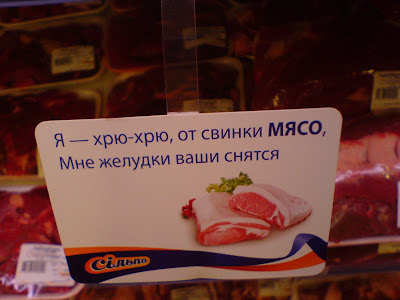 Я — хрю-хрю, от свинки МЯСО,
Мне желудки ваши снятся
Сільпо